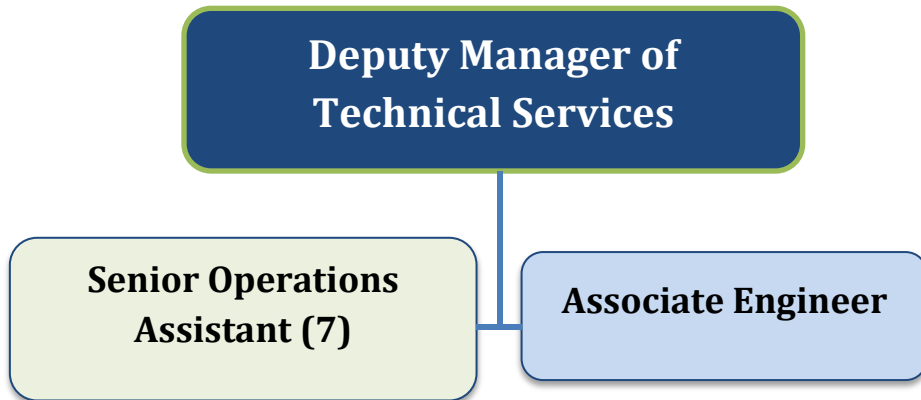 Deputy Manager of
Technical Services
Senior Operations
Assistant (7)
Associate Engineer